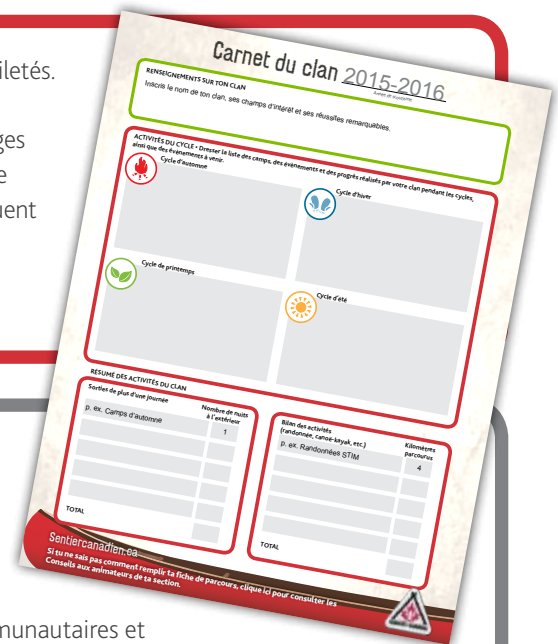 iletés.
ges
e
uent
Carnet du clan 2015-2016
RENSEIGNEMENTS SUR TON CLAN
Inscris le nom de ton clan, ses champs d'intérêt et ses réussites remarquables.
ACTIVITÉS DU CYCLE • Dresser la liste des camps, des événements et des progrès réalisés par votre clan pendant les cycles,
ainsi que des événements à venir.
Cycle d'automne
Cycle d'hiver
Cycle de printemps
Cycle d'été
RESUMÉ DES ACTIVITÉS DU CLAN
Sorties de plus d'une journée
Nombre de nuits
à l'extérieur
p. ex. Camps d'automne
1
TOTAL
Bilan des activités
(randonnée, canoë-kayak, etc.)
Kilomètres
parcourus
p. ex. Randonnées STIM
4
TOTAL
Sentiercanadien.ca
Si tu ne sais pas comment remplir ta fiche de parcours, clique ici pour consulter les
Conseils aux animateurs de ta section.
munautaires et